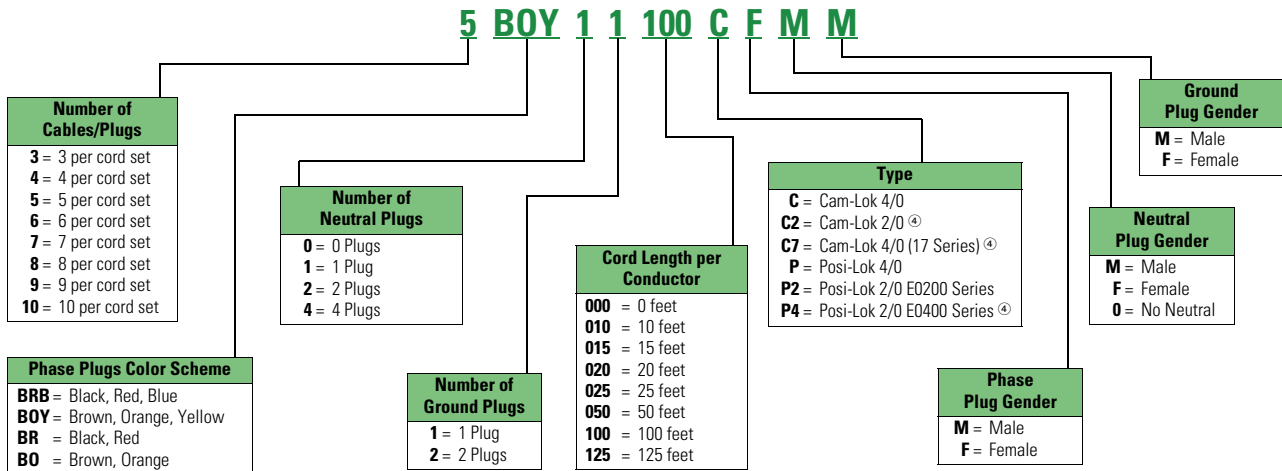 5 BOY 1 1 100 C F M M
Number of
Cables/Plugs
3 = 3 per cord set
4 = 4 per cord set
5 = 5 per cord set
6 = 6 per cord set
7 = 7 per cord set
8 = 8 per cord set
9 = 9 per cord set
10 = 10 per cord set
Phase Plugs Color Scheme
BRB = Black, Red, Blue
BOY = Brown, Orange, Yellow
BR = Black, Red
BO = Brown, Orange
Number of
Neutral Plugs
0 = 0 Plugs
1 = 1 Plug
2 = 2 Plugs
4 = 4 Plugs
Number of
Ground Plugs
1 = 1 Plug
2 = 2 Plugs
Cord Length per
Conductor
000 = 0 feet
010 = 10 feet
015 = 15 feet
020 = 20 feet
025 = 25 feet
050 = 50 feet
100 = 100 feet
125 = 125 feet
Type
C = Cam-Lok 4/0
C2 = Cam-Lok 2/0 ④
C7 = Cam-Lok 4/0 (17 Series) ④
P = Posi-Lok 4/0
P2 = Posi-Lok 2/0 E0200 Series
P4 = Posi-Lok 2/0 E0400 Series ④
Phase
Plug Gender
M = Male
F = Female
Neutral
Plug Gender
M = Male
F = Female
0 = No Neutral
Ground
Plug Gender
M = Male
F = Female